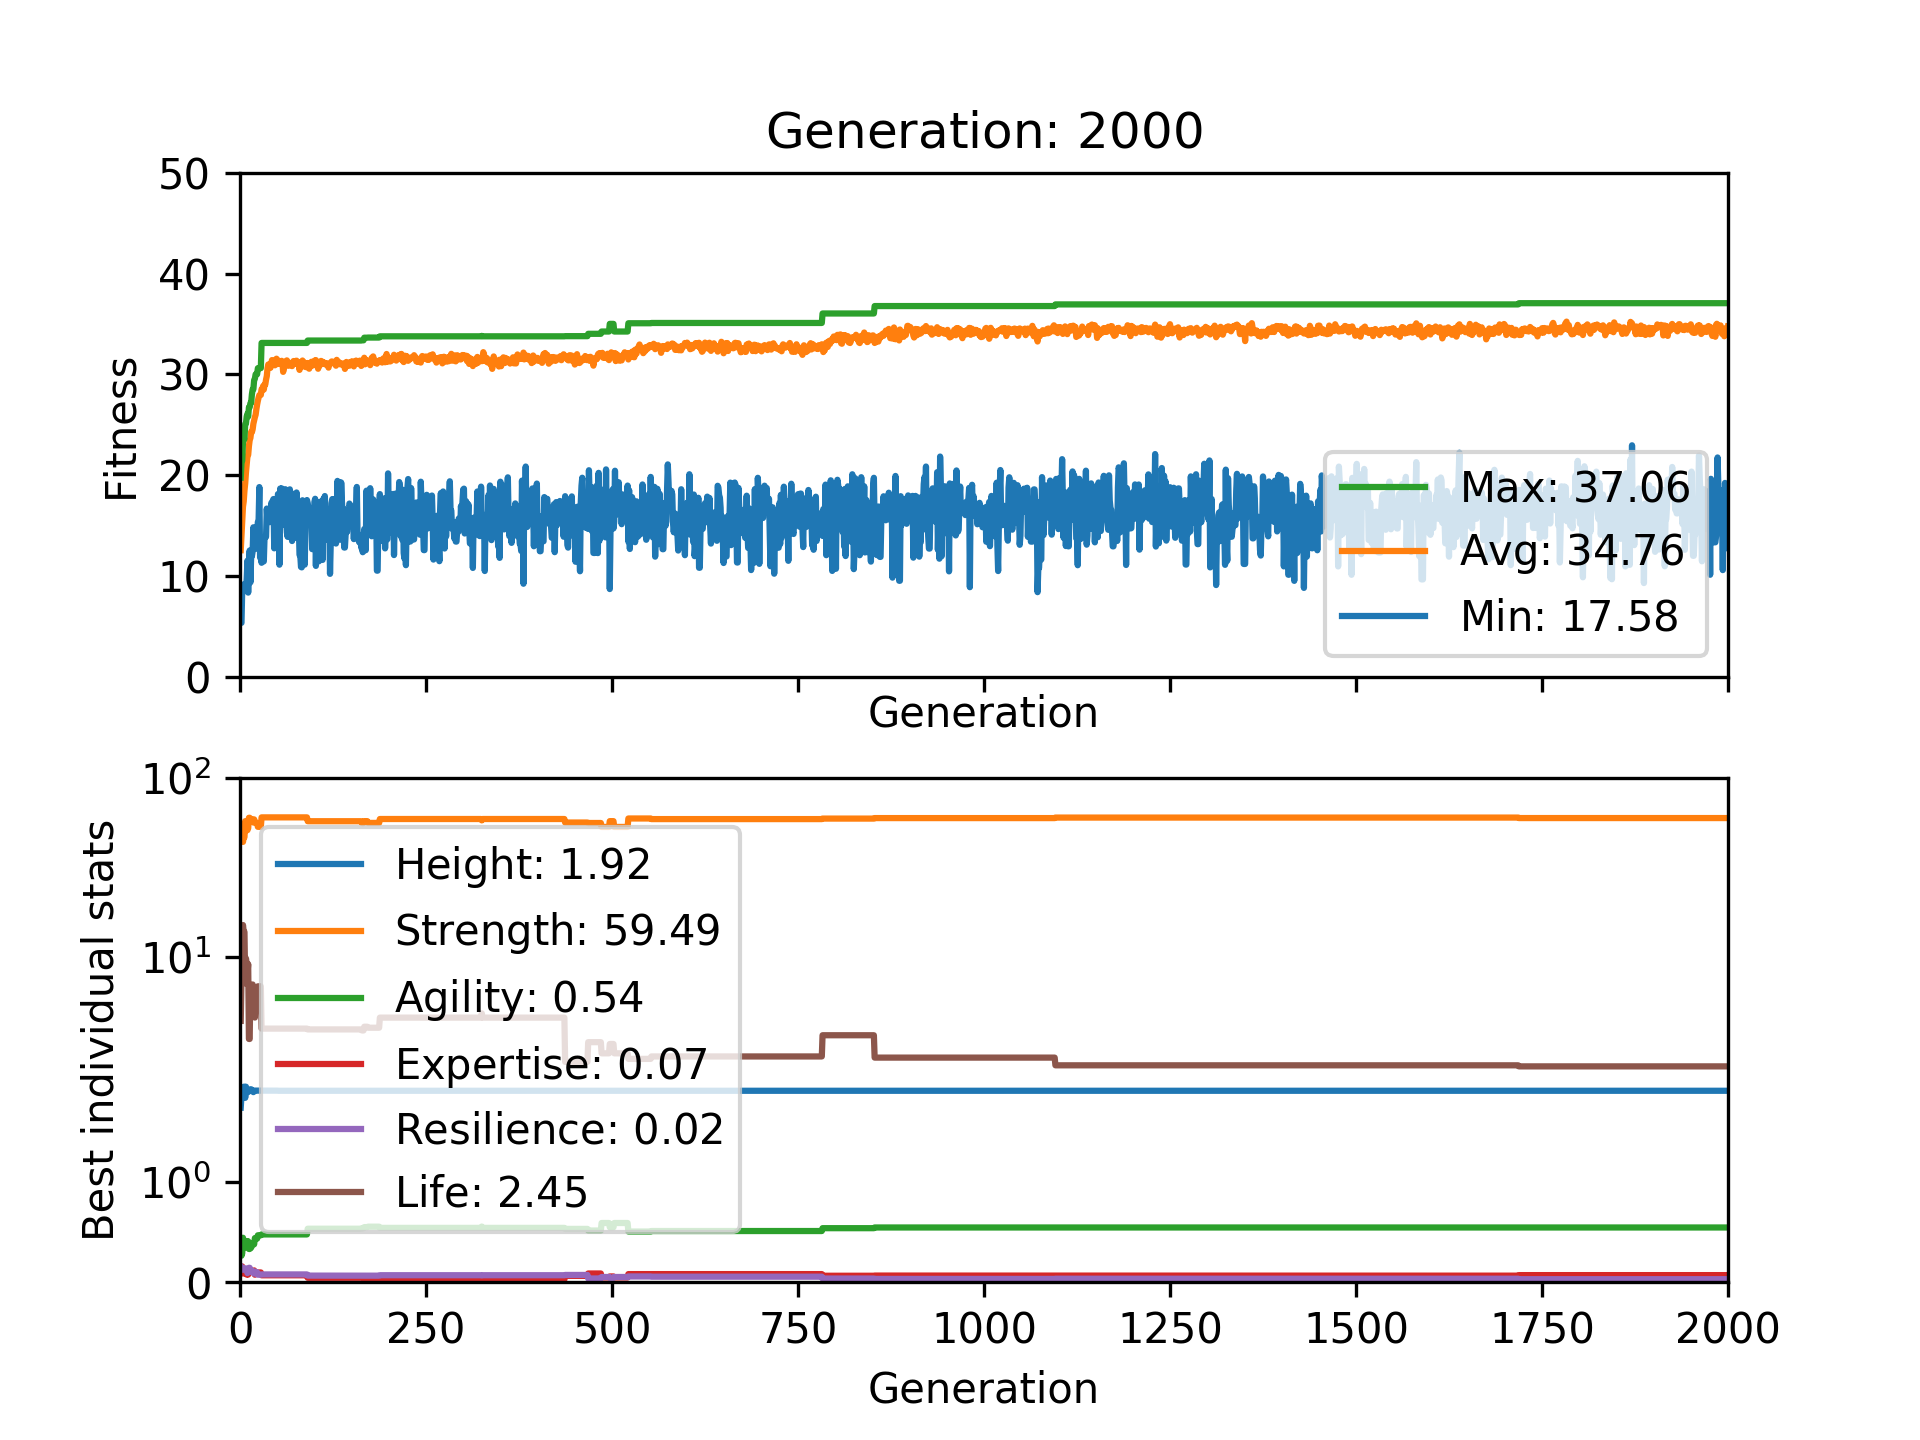 Generation: 2000
50
40
30
20
10
0
Fitness
Max: 37.06
Avg: 34.76
Min: 17.58
Generation
10²
10¹
10⁰
0
Best individual stats
Height: 1.92
Strength: 59.49
Agility: 0.54
Expertise: 0.07
Resilience: 0.02
Life: 2.45
0 250 500 750 1000 1250 1500 1750 2000
Generation